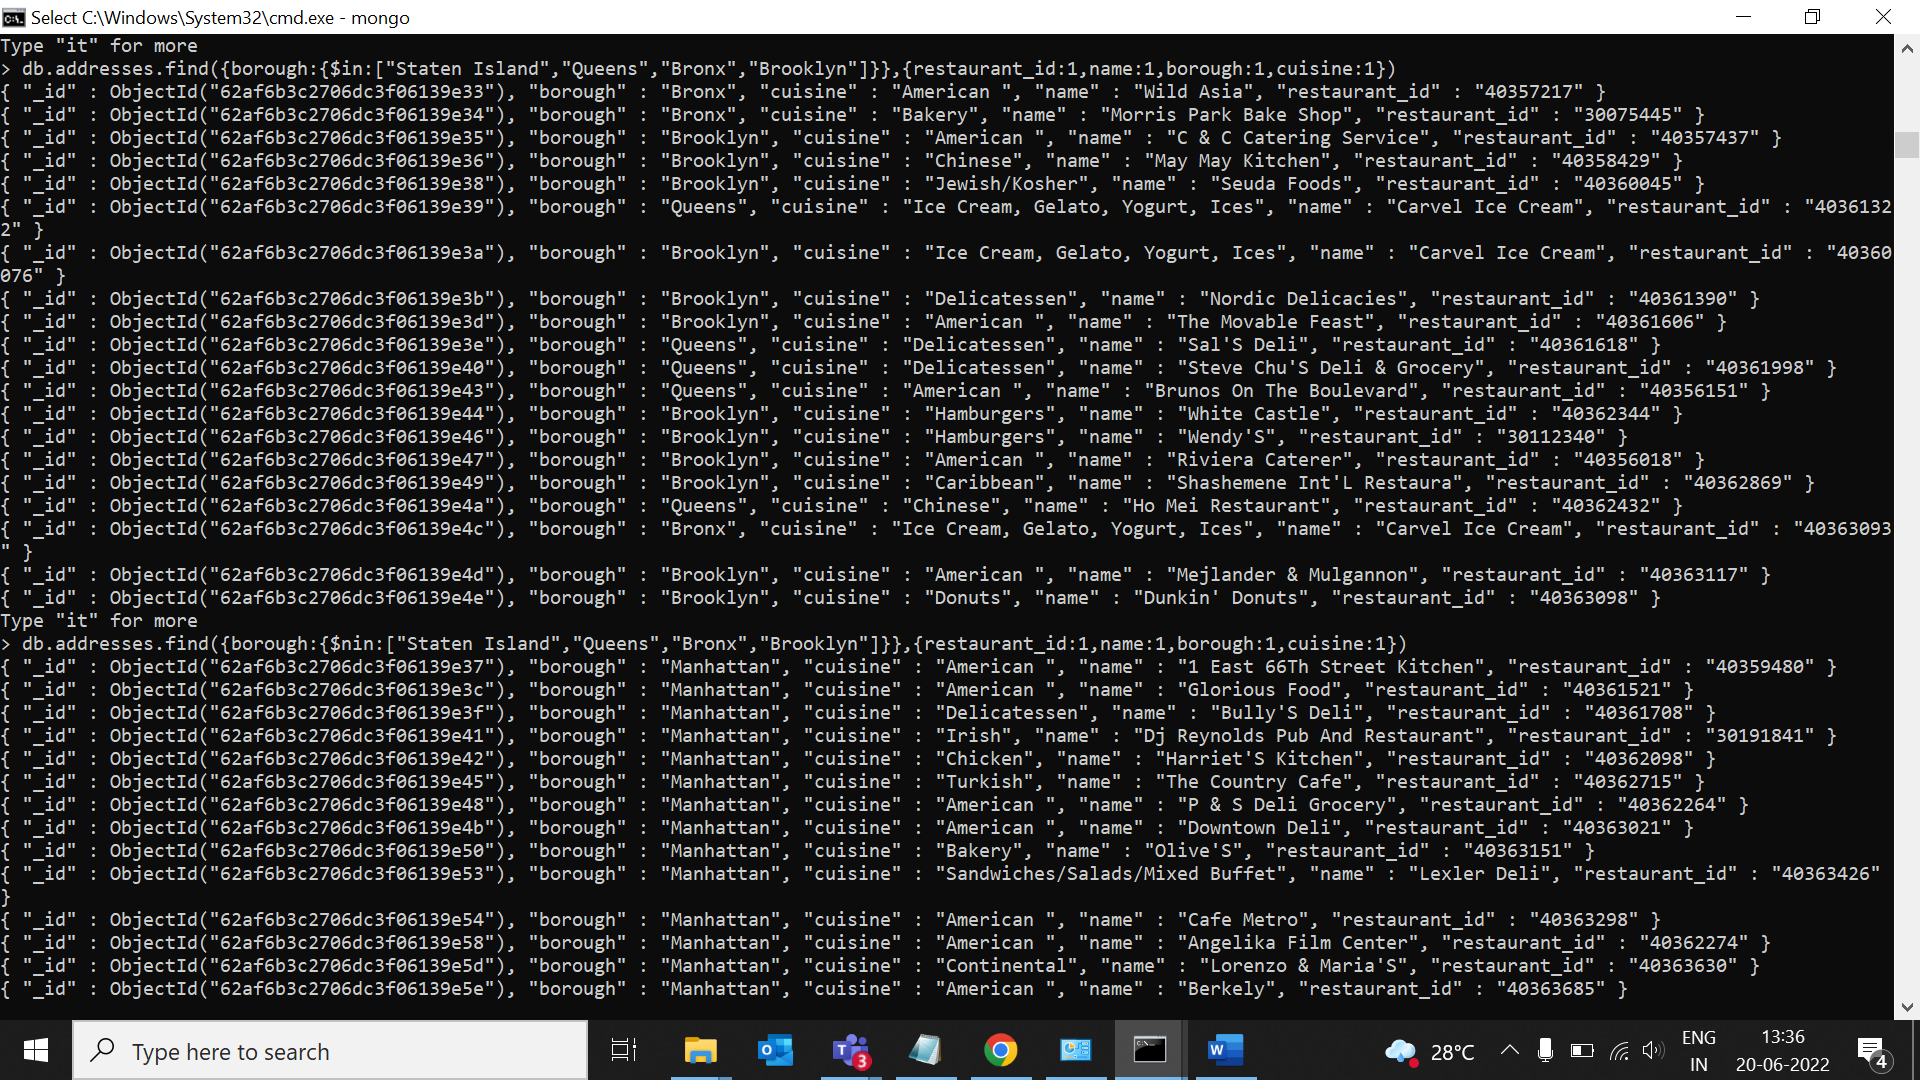 Select C:\Windows\System32\cmd.exe - mongo
Type "it" for more
> db.addresses.find({borough:{$in:["Staten Island","Queens","Bronx","Brooklyn"]}},{restaurant_id:1,name:1,borough:1,cuisine:1})
{ "_id" : ObjectId("62af6b3c2706dc3f06139e33"), "borough" : "Bronx", "cuisine" : "American ", "name" : "Wild Asia", "restaurant_id" : "40357217" }
{ "_id" : ObjectId("62af6b3c2706dc3f06139e34"), "borough" : "Bronx", "cuisine" : "Bakery", "name" : "Morris Park Bake Shop", "restaurant_id" : "30075445" }
{ "_id" : ObjectId("62af6b3c2706dc3f06139e35"), "borough" : "Brooklyn", "cuisine" : "American ", "name" : "C & C Catering Service", "restaurant_id" : "40357437" }
{ "_id" : ObjectId("62af6b3c2706dc3f06139e36"), "borough" : "Brooklyn", "cuisine" : "Chinese", "name" : "May May Kitchen", "restaurant_id" : "40358429" }
{ "_id" : ObjectId("62af6b3c2706dc3f06139e38"), "borough" : "Brooklyn", "cuisine" : "Jewish/Kosher", "name" : "Seuda Foods", "restaurant_id" : "40360045" }
{ "_id" : ObjectId("62af6b3c2706dc3f06139e39"), "borough" : "Queens", "cuisine" : "Ice Cream, Gelato, Yogurt, Ices", "name" : "Carvel Ice Cream", "restaurant_id" : "4036132
2" }
{ "_id" : ObjectId("62af6b3c2706dc3f06139e3a"), "borough" : "Brooklyn", "cuisine" : "Ice Cream, Gelato, Yogurt, Ices", "name" : "Carvel Ice Cream", "restaurant_id" : "40360
076" }
{ "_id" : ObjectId("62af6b3c2706dc3f06139e3b"), "borough" : "Brooklyn", "cuisine" : "Delicatessen", "name" : "Nordic Delicacies", "restaurant_id" : "40361390" }
{ "_id" : ObjectId("62af6b3c2706dc3f06139e3d"), "borough" : "Brooklyn", "cuisine" : "American ", "name" : "The Movable Feast", "restaurant_id" : "40361606" }
{ "_id" : ObjectId("62af6b3c2706dc3f06139e3e"), "borough" : "Queens", "cuisine" : "Delicatessen", "name" : "Sal'S Deli", "restaurant_id" : "40361618" }
{ "_id" : ObjectId("62af6b3c2706dc3f06139e40"), "borough" : "Queens", "cuisine" : "Delicatessen", "name" : "Steve Chu'S Deli & Grocery", "restaurant_id" : "40361998" }
{ "_id" : ObjectId("62af6b3c2706dc3f06139e43"), "borough" : "Queens", "cuisine" : "American ", "name" : "Brunos On The Boulevard", "restaurant_id" : "40356151" }
{ "_id" : ObjectId("62af6b3c2706dc3f06139e44"), "borough" : "Brooklyn", "cuisine" : "Hamburgers", "name" : "White Castle", "restaurant_id" : "40362344" }
{ "_id" : ObjectId("62af6b3c2706dc3f06139e46"), "borough" : "Brooklyn", "cuisine" : "Hamburgers", "name" : "Wendy'S", "restaurant_id" : "30112340" }
{ "_id" : ObjectId("62af6b3c2706dc3f06139e47"), "borough" : "Brooklyn", "cuisine" : "American ", "name" : "Riviera Caterer", "restaurant_id" : "40356018" }
{ "_id" : ObjectId("62af6b3c2706dc3f06139e49"), "borough" : "Brooklyn", "cuisine" : "Caribbean", "name" : "Shashemene Int'L Restaura", "restaurant_id" : "40362869" }
{ "_id" : ObjectId("62af6b3c2706dc3f06139e4a"), "borough" : "Queens", "cuisine" : "Chinese", "name" : "Ho Mei Restaurant", "restaurant_id" : "40362432" }
{ "_id" : ObjectId("62af6b3c2706dc3f06139e4c"), "borough" : "Bronx", "cuisine" : "Ice Cream, Gelato, Yogurt, Ices", "name" : "Carvel Ice Cream", "restaurant_id" : "40363093
" }
{ "_id" : ObjectId("62af6b3c2706dc3f06139e4d"), "borough" : "Brooklyn", "cuisine" : "American ", "name" : "Mejlander & Mulgannon", "restaurant_id" : "40363117" }
{ "_id" : ObjectId("62af6b3c2706dc3f06139e4e"), "borough" : "Brooklyn", "cuisine" : "Donuts", "name" : "Dunkin' Donuts", "restaurant_id" : "40363098" }
Type "it" for more
> db.addresses.find({borough:{$nin:["Staten Island","Queens","Bronx","Brooklyn"]}},{restaurant_id:1,name:1,borough:1,cuisine:1})
{ "_id" : ObjectId("62af6b3c2706dc3f06139e37"), "borough" : "Manhattan", "cuisine" : "American ", "name" : "1 East 66Th Street Kitchen", "restaurant_id" : "40359480" }
{ "_id" : ObjectId("62af6b3c2706dc3f06139e3c"), "borough" : "Manhattan", "cuisine" : "American ", "name" : "Glorious Food", "restaurant_id" : "40361521" }
{ "_id" : ObjectId("62af6b3c2706dc3f06139e3f"), "borough" : "Manhattan", "cuisine" : "Delicatessen", "name" : "Bully'S Deli", "restaurant_id" : "40361708" }
{ "_id" : ObjectId("62af6b3c2706dc3f06139e41"), "borough" : "Manhattan", "cuisine" : "Irish", "name" : "Dj Reynolds Pub And Restaurant", "restaurant_id" : "30191841" }
{ "_id" : ObjectId("62af6b3c2706dc3f06139e42"), "borough" : "Manhattan", "cuisine" : "Chicken", "name" : "Harriet'S Kitchen", "restaurant_id" : "40362098" }
{ "_id" : ObjectId("62af6b3c2706dc3f06139e45"), "borough" : "Manhattan", "cuisine" : "Turkish", "name" : "The Country Cafe", "restaurant_id" : "40362715" }
{ "_id" : ObjectId("62af6b3c2706dc3f06139e48"), "borough" : "Manhattan", "cuisine" : "American ", "name" : "P & S Deli Grocery", "restaurant_id" : "40362264" }
{ "_id" : ObjectId("62af6b3c2706dc3f06139e4b"), "borough" : "Manhattan", "cuisine" : "American ", "name" : "Downtown Deli", "restaurant_id" : "40363021" }
{ "_id" : ObjectId("62af6b3c2706dc3f06139e50"), "borough" : "Manhattan", "cuisine" : "Bakery", "name" : "Olive'S", "restaurant_id" : "40363151" }
{ "_id" : ObjectId("62af6b3c2706dc3f06139e53"), "borough" : "Manhattan", "cuisine" : "Sandwiches/Salads/Mixed Buffet", "name" : "Lexler Deli", "restaurant_id" : "40363426"
}
{ "_id" : ObjectId("62af6b3c2706dc3f06139e54"), "borough" : "Manhattan", "cuisine" : "American ", "name" : "Cafe Metro", "restaurant_id" : "40363298" }
{ "_id" : ObjectId("62af6b3c2706dc3f06139e58"), "borough" : "Manhattan", "cuisine" : "American ", "name" : "Angelika Film Center", "restaurant_id" : "40362274" }
{ "_id" : ObjectId("62af6b3c2706dc3f06139e5d"), "borough" : "Manhattan", "cuisine" : "Continental", "name" : "Lorenzo & Maria'S", "restaurant_id" : "40363630" }
{ "_id" : ObjectId("62af6b3c2706dc3f06139e5e"), "borough" : "Manhattan", "cuisine" : "American ", "name" : "Berkely", "restaurant_id" : "40363685" }
Type here to search
3
28°C
ENG
IN
13:36
20-06-2022
4